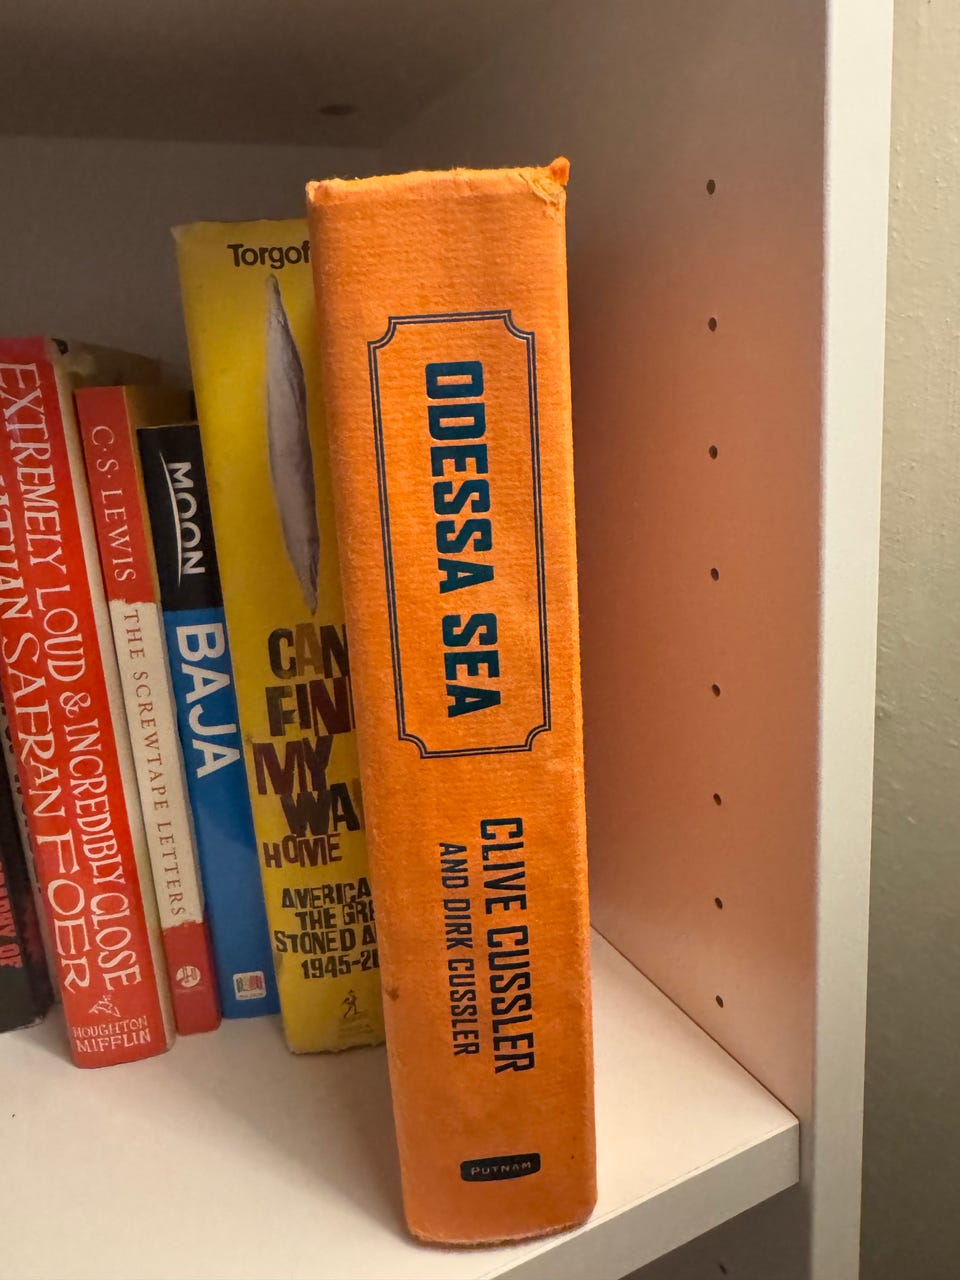 EXTREMELY LOUD & INCREDIBLY CLOSE
SAFRAN FOER
HOUGHTON
MIFFLIN
C·S·LEWIS
THE SCREWTAPE LETTERS
MOON
BAJA
Torgof
CAN
FIN
MY
WA
HOME
AMERICA
THE GRE
STONED A
1945-20
ODESSA SEA
CLIVE CUSSLER
AND DIRK CUSSLER
PUTNAM